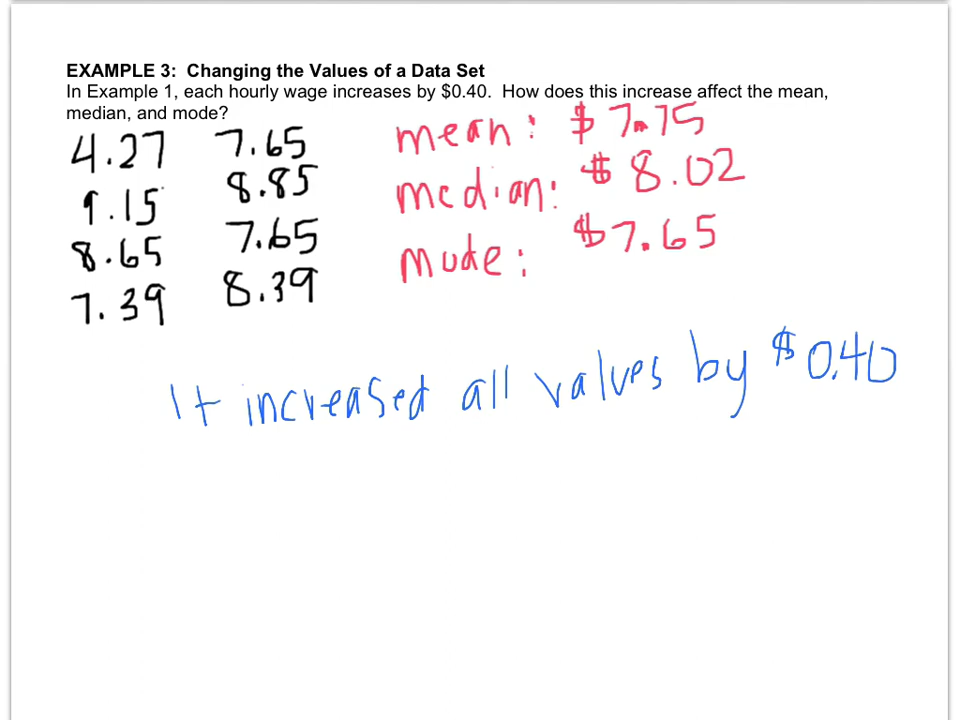 EXAMPLE 3: Changing the Values of a Data Set
In Example 1, each hourly wage increases by $0.40. How does this increase affect the mean,
median, and mode?
4.27 7.65
9.15 8.85
8.65 7.65
7.39 8.39
mean: $7.75
median: $8.02
mode: $7.65
It increased all values by $0.40